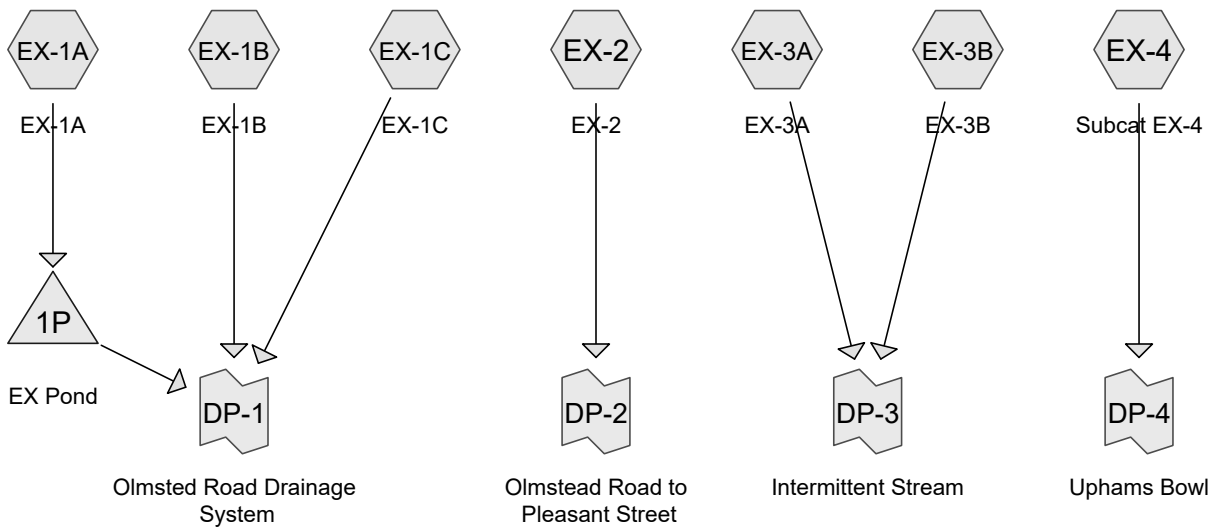 EX-1A
EX-1B
EX-1C
EX-2
EX-3A
EX-3B
EX-4
EX-1A
EX-1B
EX-1C
EX-2
EX-3A
EX-3B
Subcat EX-4
1P
EX Pond
DP-1
DP-2
DP-3
DP-4
Olmsted Road Drainage
System
Olmstead Road to
Pleasant Street
Intermittent Stream
Uphams Bowl